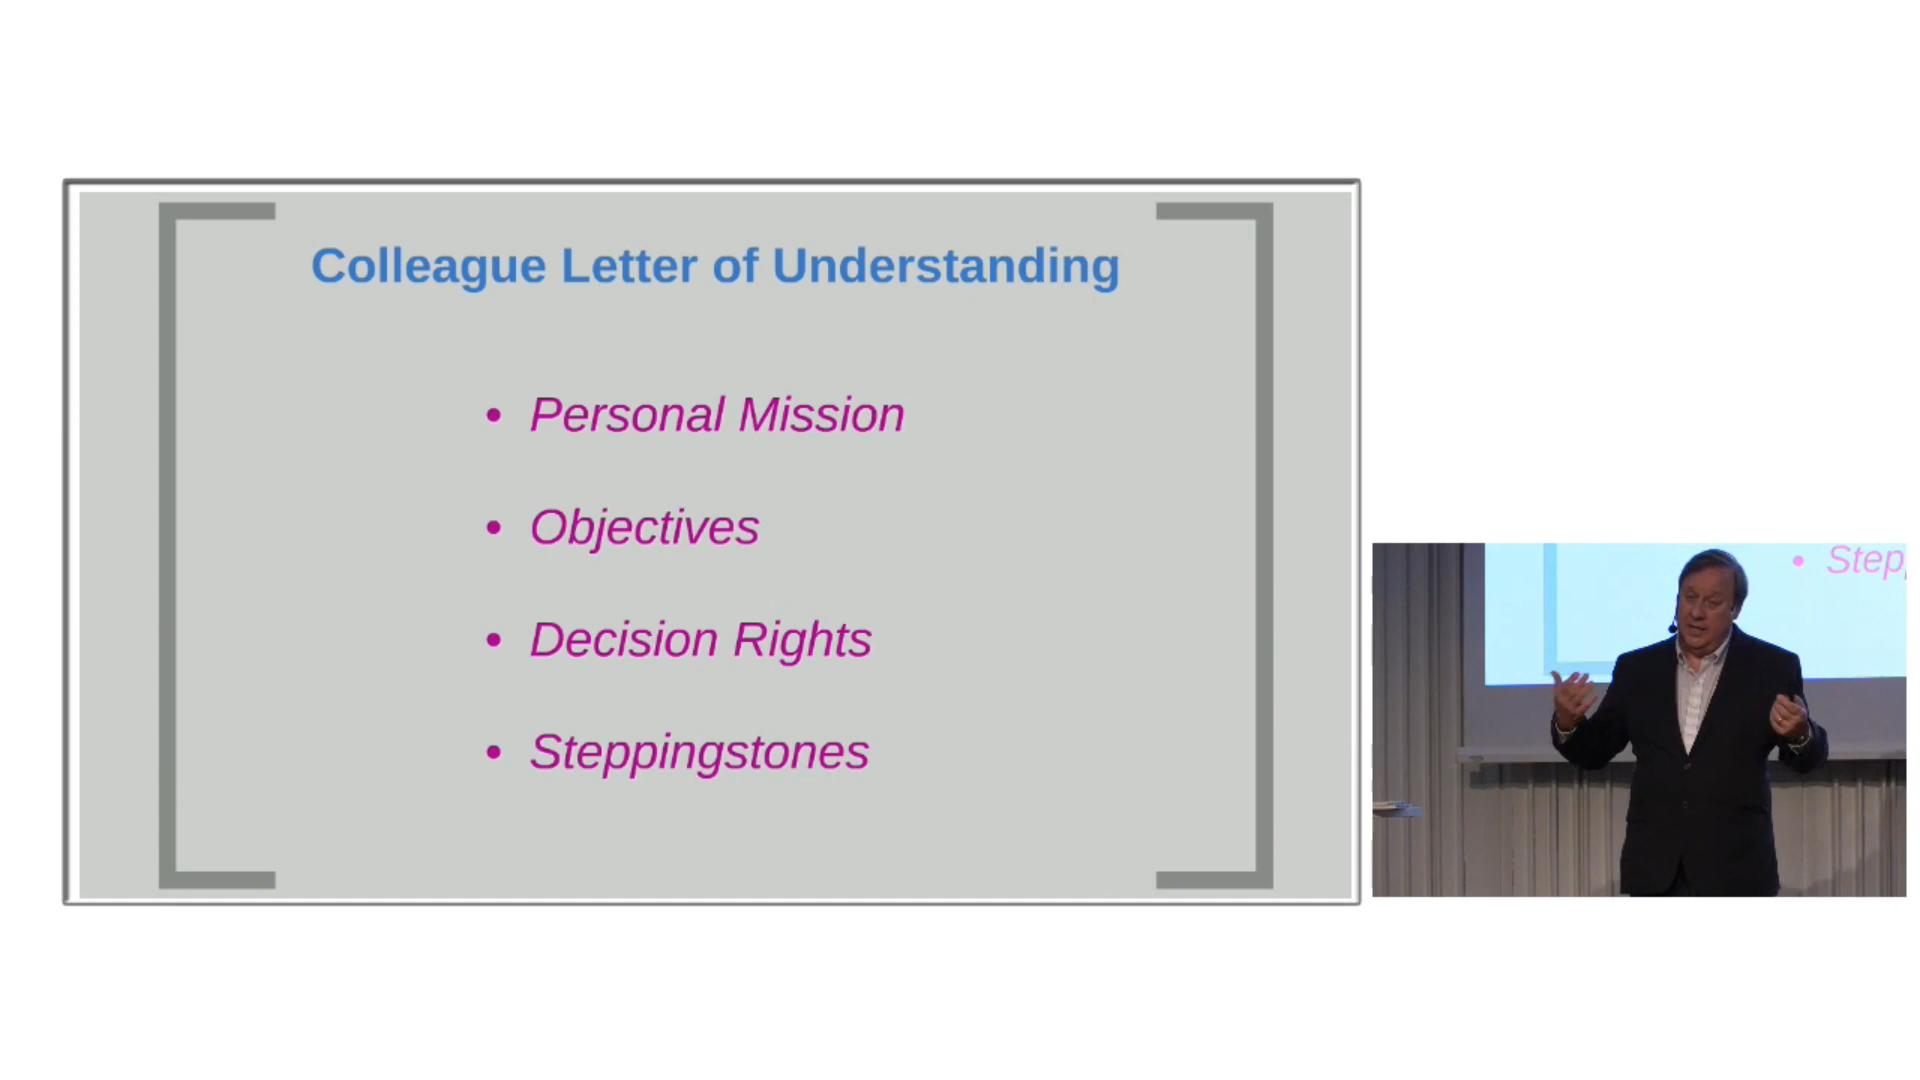 Colleague Letter of Understanding
• Personal Mission
• Objectives
• Decision Rights
• Steppingstones
• Step